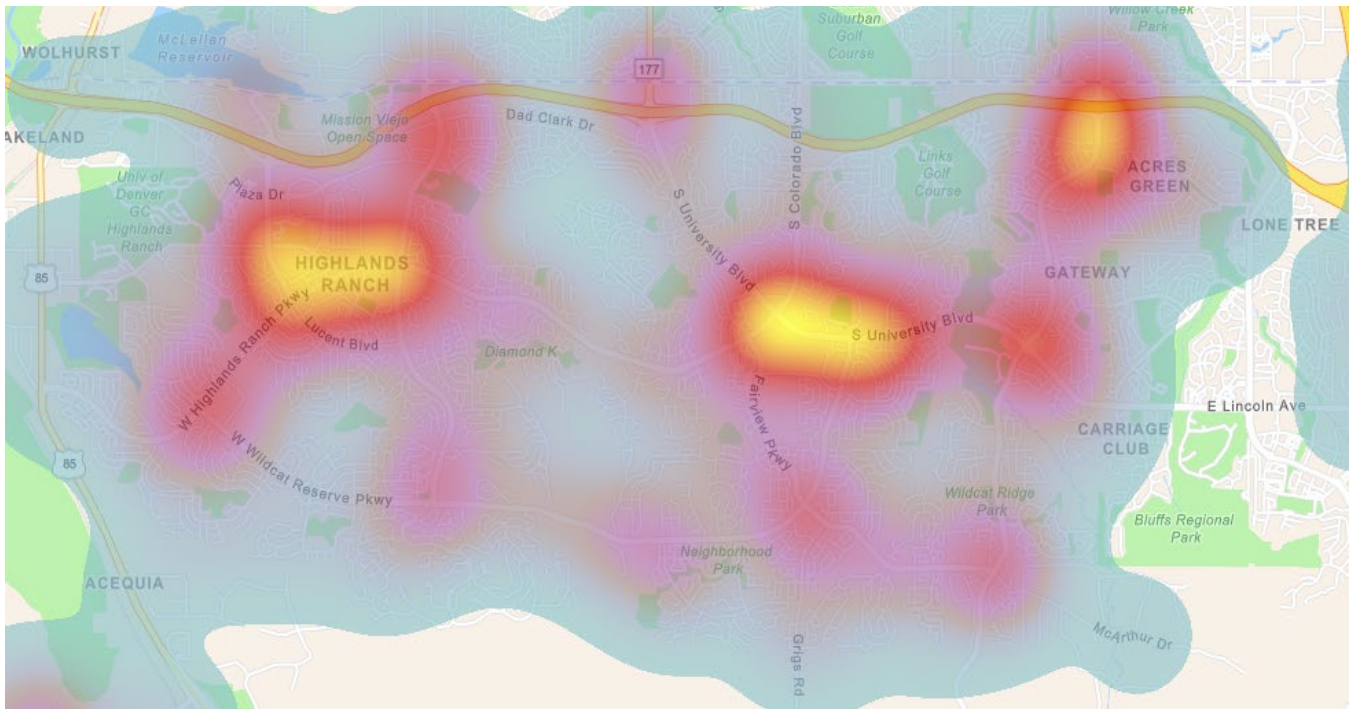 Willow Creek
Park
Suburban
Golf
Course
WOLHURST
McLellan
Reservoir
177
Mission Viejo
Open Space
Dad Clark Dr
S Colorado Blvd
AKELAND
Links
Golf
Course
ACRES
GREEN
Univ of
Denver
GC
Highlands
Ranch
Plaza Dr
S University Blvd
LONE TREE
85
HIGHLANDS
RANCH
GATEWAY
W Highlands Ranch Pkwy
Lucent Blvd
S University Blvd
Diamond K
Fairview Pkwy
E Lincoln Ave
CARRIAGE
CLUB
85
W Wildcat Reserve Pkwy
Wildcat Ridge
Park
Bluffs Regional
Park
Neighborhood
Park
ACEQUIA
McArthur Dr
Grigs Rd